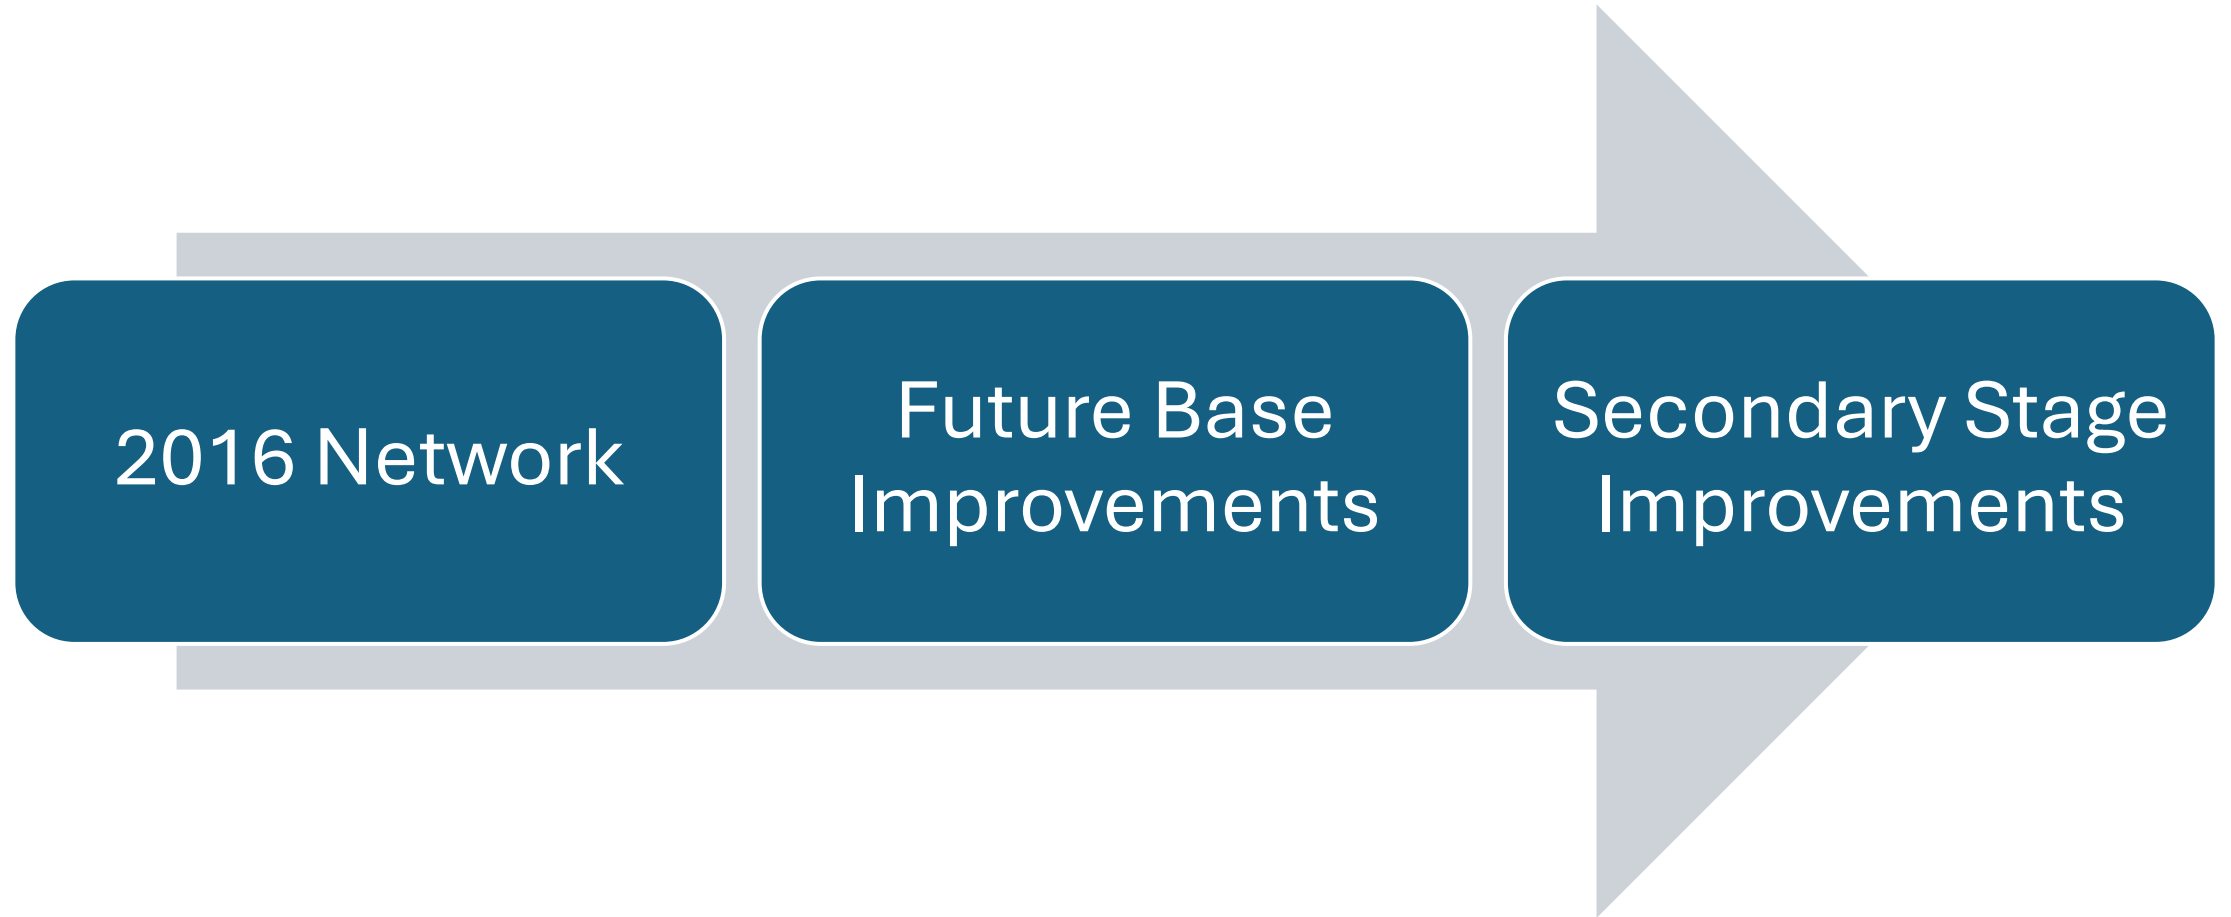 2016 Network
Future Base
Improvements
Secondary Stage
Improvements